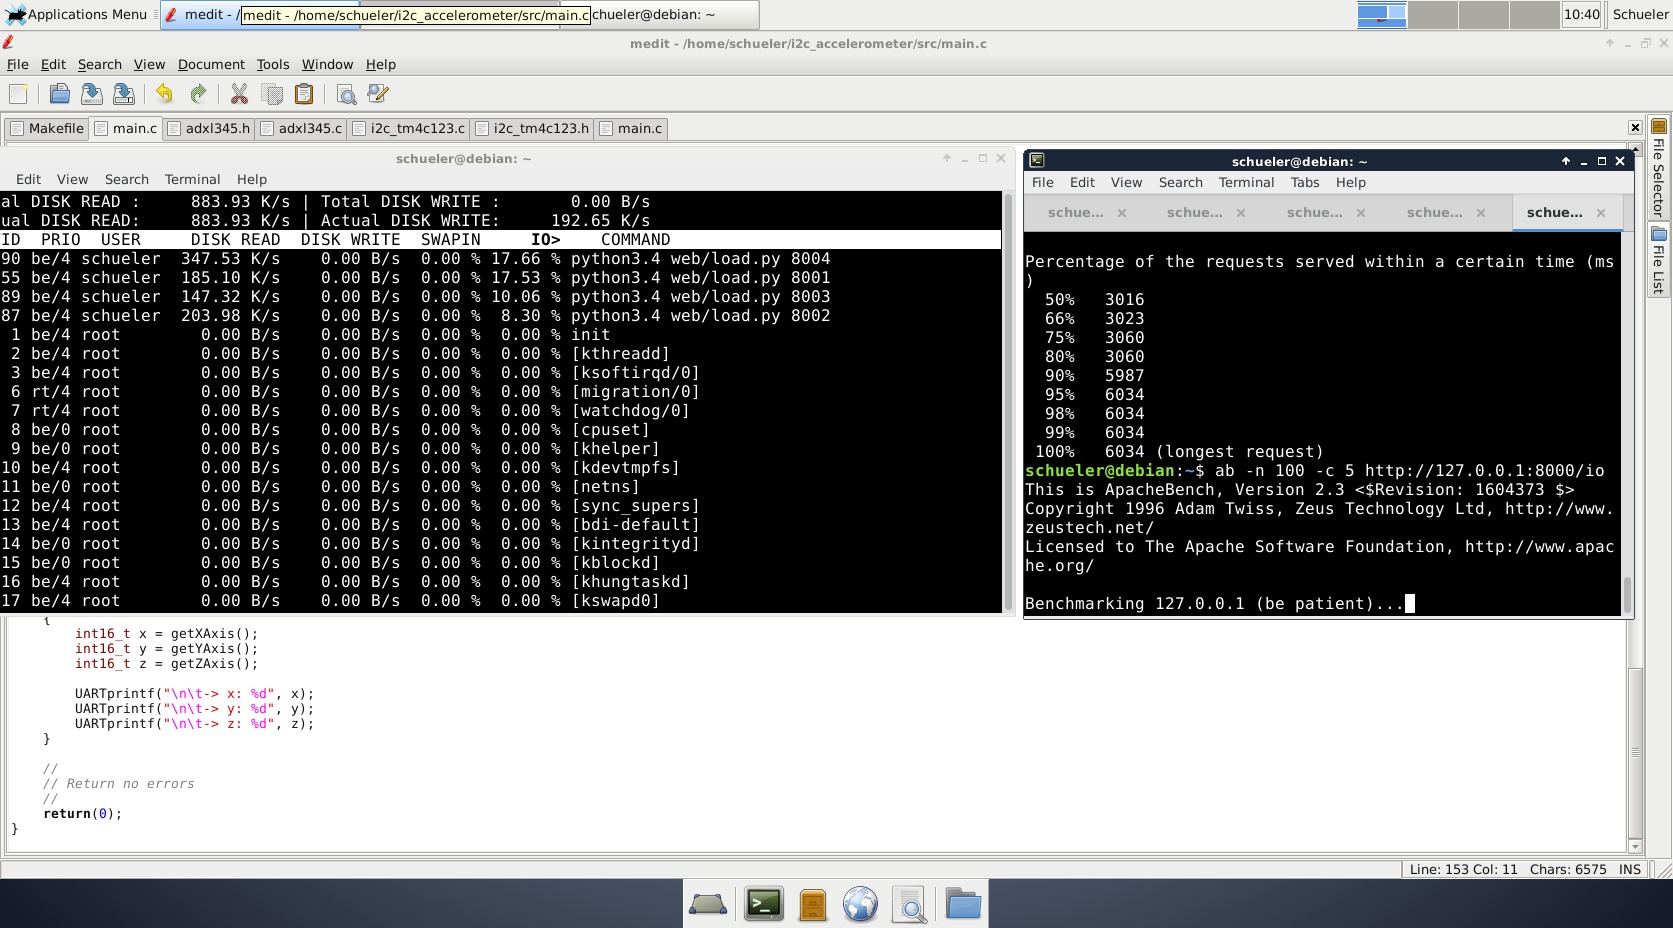 Applications Menu
medit - /
medit - /home/schueler/i2c_accelerometer/src/main.c
chueler@debian: ~
10:40
Schueler
medit - /home/schueler/i2c_accelerometer/src/main.c
File Edit Search View Document Tools Window Help
Makefile main.c adxl345.h adxl345.c i2c_tm4c123.c i2c_tm4c123.h main.c
File Selector
File List
schueler@debian: ~
Edit View Search Terminal Help
al DISK READ : 883.93 K/s | Total DISK WRITE : 0.00 B/s
ual DISK READ: 883.93 K/s | Actual DISK WRITE: 192.65 K/s
ID PRIO USER DISK READ DISK WRITE SWAPIN IO> COMMAND
90 be/4 schueler 347.53 K/s 0.00 B/s 0.00 % 17.66 % python3.4 web/load.py 8004
55 be/4 schueler 185.10 K/s 0.00 B/s 0.00 % 17.53 % python3.4 web/load.py 8001
89 be/4 schueler 147.32 K/s 0.00 B/s 0.00 % 10.06 % python3.4 web/load.py 8003
87 be/4 schueler 203.98 K/s 0.00 B/s 0.00 % 8.30 % python3.4 web/load.py 8002
1 be/4 root 0.00 B/s 0.00 B/s 0.00 % 0.00 % init
2 be/4 root 0.00 B/s 0.00 B/s 0.00 % 0.00 % [kthreadd]
3 be/4 root 0.00 B/s 0.00 B/s 0.00 % 0.00 % [ksoftirqd/0]
6 rt/4 root 0.00 B/s 0.00 B/s 0.00 % 0.00 % [migration/0]
7 rt/4 root 0.00 B/s 0.00 B/s 0.00 % 0.00 % [watchdog/0]
8 be/0 root 0.00 B/s 0.00 B/s 0.00 % 0.00 % [cpuset]
9 be/0 root 0.00 B/s 0.00 B/s 0.00 % 0.00 % [khelper]
10 be/4 root 0.00 B/s 0.00 B/s 0.00 % 0.00 % [kdevtmpfs]
11 be/0 root 0.00 B/s 0.00 B/s 0.00 % 0.00 % [netns]
12 be/4 root 0.00 B/s 0.00 B/s 0.00 % 0.00 % [sync_supers]
13 be/4 root 0.00 B/s 0.00 B/s 0.00 % 0.00 % [bdi-default]
14 be/0 root 0.00 B/s 0.00 B/s 0.00 % 0.00 % [kintegrityd]
15 be/0 root 0.00 B/s 0.00 B/s 0.00 % 0.00 % [kblockd]
16 be/4 root 0.00 B/s 0.00 B/s 0.00 % 0.00 % [khungtaskd]
17 be/4 root 0.00 B/s 0.00 B/s 0.00 % 0.00 % [kswapd0]
schueler@debian: ~
File Edit View Search Terminal Tabs Help
schue... schue... schue... schue... schue...
Percentage of the requests served within a certain time (ms
)
50% 3016
66% 3023
75% 3060
80% 3060
90% 5987
95% 6034
98% 6034
99% 6034
100% 6034 (longest request)
schueler@debian:~$ ab -n 100 -c 5 http://127.0.0.1:8000/io
This is ApacheBench, Version 2.3 <$Revision: 1604373 $>
Copyright 1996 Adam Twiss, Zeus Technology Ltd, http://www.
zeustech.net/
Licensed to The Apache Software Foundation, http://www.apac
he.org/
Benchmarking 127.0.0.1 (be patient)...
{
int16_t x = getXAxis();
int16_t y = getYAxis();
int16_t z = getZAxis();
UARTprintf("\n\t-> x: %d", x);
UARTprintf("\n\t-> y: %d", y);
UARTprintf("\n\t-> z: %d", z);
}
//
// Return no errors
//
return(0);
}
Line: 153 Col: 11 Chars: 6575 INS